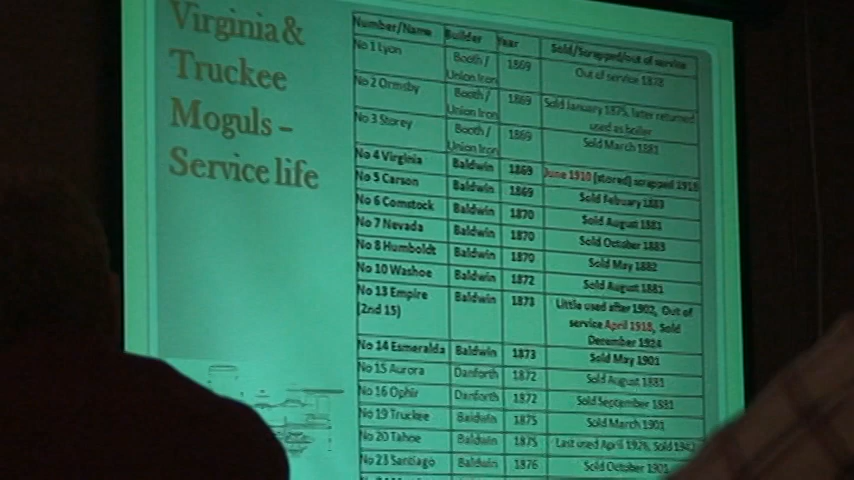 Virginia &
Truckee
Moguls –
Service life
Number/Name Builder Year Sold/Scrapped/out of service
No 1 Lyon Booth / Union Iron 1869 Out of service 1878
No 2 Ormsby Booth / Union Iron 1869 Sold January 1875, later returned used as boiler
No 3 Storey Booth / Union Iron 1869 Sold March 1881
No 4 Virginia Baldwin 1869 June 1910 (stored) scrapped 1918
No 5 Carson Baldwin 1869 Sold Febuary 1883
No 6 Comstock Baldwin 1870 Sold August 1881
No 7 Nevada Baldwin 1870 Sold October 1883
No 8 Humboldt Baldwin 1870 Sold May 1882
No 10 Washoe Baldwin 1872 Sold August 1881
No 13 Empire (2nd 15) Baldwin 1873 Little used after 1902, Out of service April 1918, Sold December 1924
No 14 Esmeralda Baldwin 1873 Sold May 1901
No 15 Aurora Danforth 1872 Sold August 1881
No 16 Ophir Danforth 1872 Sold September 1881
No 19 Truckee Baldwin 1875 Sold March 1901
No 20 Tahoe Baldwin 1875 Last used April 1926, Sold 1942
No 23 Santiago Baldwin 1876 Sold October 1901